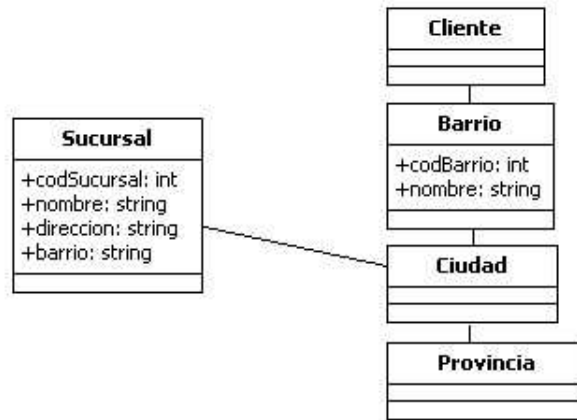 Cliente
Sucursal
+codSucursal: int
+nombre: string
+direccion: string
+barrio: string
Barrio
+codBarrio: int
+nombre: string
Ciudad
Provincia